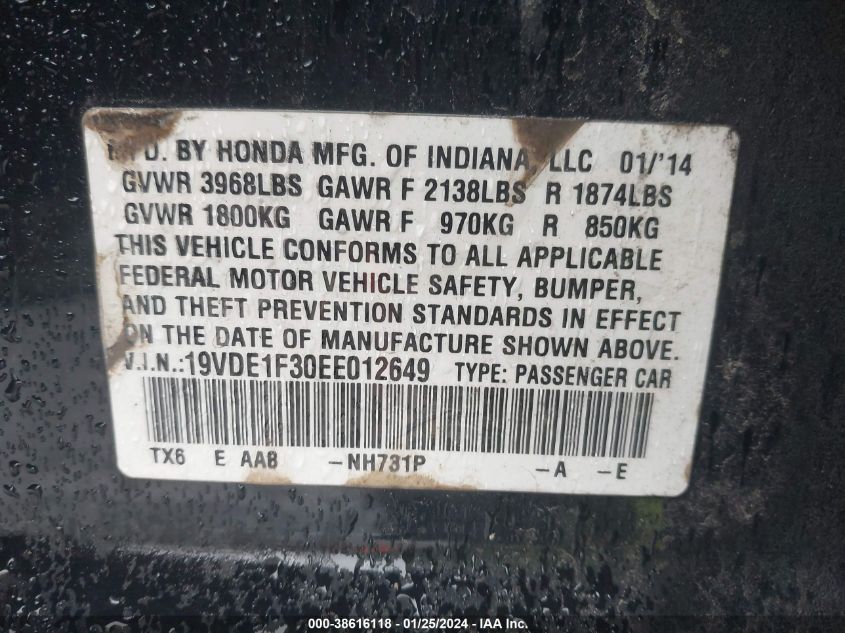 BY HONDA MFG. OF INDIANA, LLC 01/'14
GVWR 3968LBS GAWR F 2138LBS R 1874LBS
GVWR 1800KG GAWR F 970KG R 850KG
THIS VEHICLE CONFORMS TO ALL APPLICABLE
FEDERAL MOTOR VEHICLE SAFETY, BUMPER,
AND THEFT PREVENTION STANDARDS IN EFFECT
ON THE DATE OF MANUFACTURE SHOWN ABOVE.
V.I.N.:19VDE1F30EE012649 TYPE: PASSENGER CAR
TX6 E AAB -NH731P -A -E
000-38616118 - 01/25/2024 - IAA Inc.